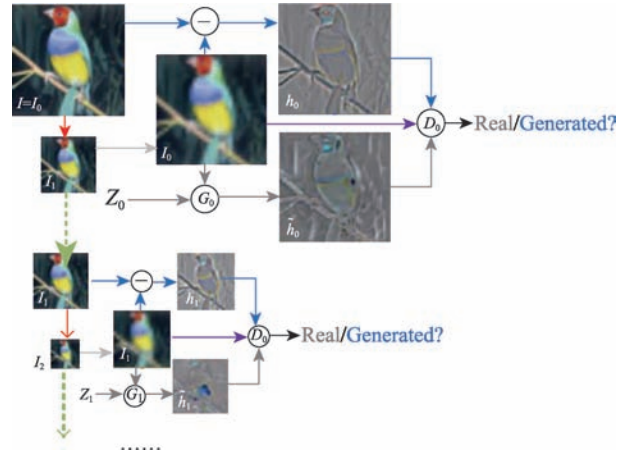 I=I₀
−
h₀
I₀
D₀
Real/Generated?
I₁
Z₀
G₀
h̃₀
I₁
−
h₁
I₁
D₀
Real/Generated?
I₂
Z₁
G₁
h̃₁
......